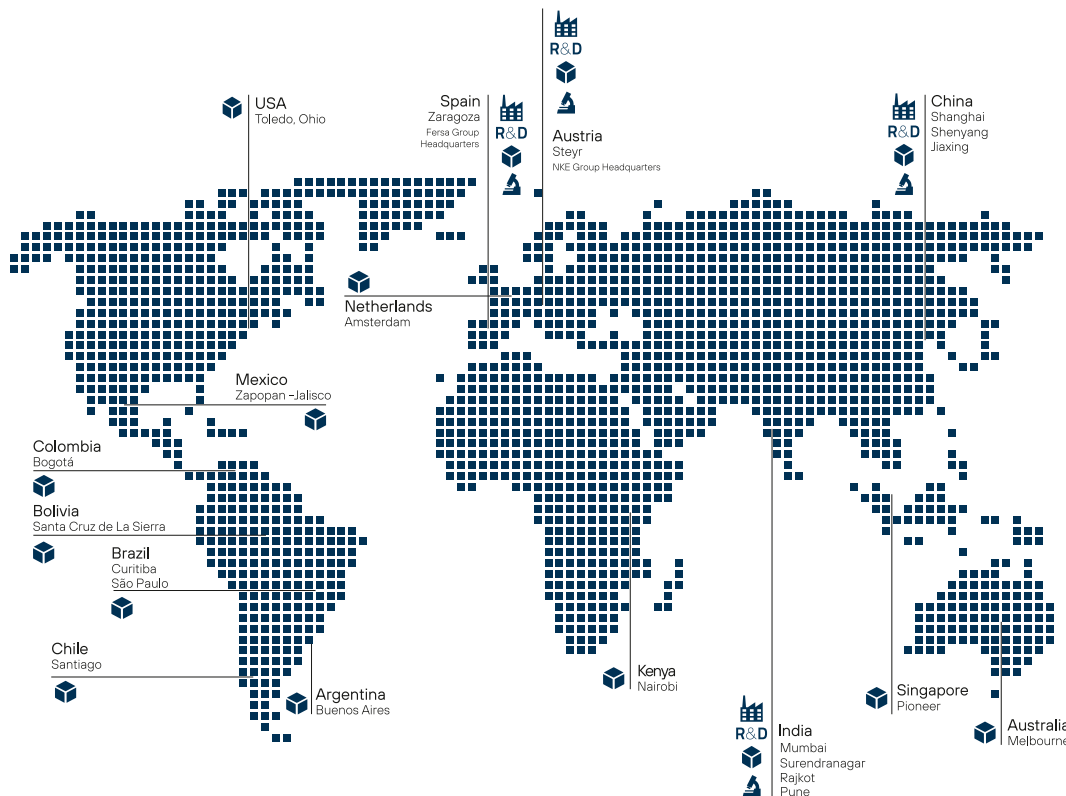 R&D
USA
Toledo, Ohio
Spain
Zaragoza
Fersa Group
Headquarters
R&D
Austria
Steyr
NKE Group Headquarters
R&D
China
Shanghai
Shenyang
Jiaxing
Netherlands
Amsterdam
Mexico
Zapopan -Jalisco
Colombia
Bogotá
Bolivia
Santa Cruz de La Sierra
Brazil
Curitiba
São Paulo
Chile
Santiago
Argentina
Buenos Aires
Kenya
Nairobi
R&D
India
Mumbai
Surendranagar
Rajkot
Pune
Singapore
Pioneer
Australia
Melbourne